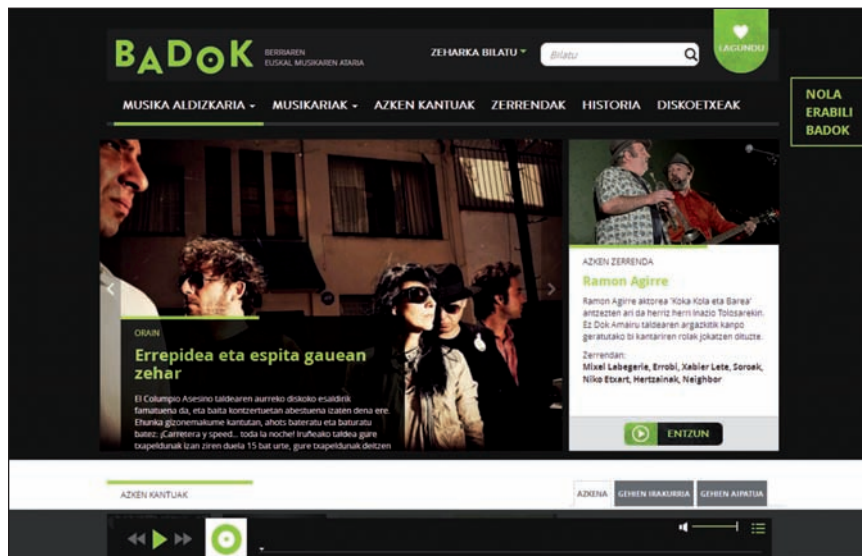 BADOK
BERRIAREN
EUSKAL MUSIKAREN ATARIA
ZEHARKA BILATU
Bilatu
LAGUNDU
MUSIKA ALDIZKARIA
MUSIKARIAK
AZKEN KANTUAK
ZERRENDAK
HISTORIA
DISKOETXEAK
NOLA
ERABILI
BADOK
ORAIN
Errepidea eta espita gauean
zehar
El Columpio Asesino taldearen aurreko diskoko esaldirik
famatuena da, eta baita kontzertuetan abestuena izaten dena ere.
Ehunka gizonemakume kantutan, ahots bateratu eta baturatu
batez: ¡Carretera y speed... toda la noche! Iruñeako taldea gure
txapeldunak izan ziren duela 15 bat urte, gure txapeldunak deitzen
AZKEN ZERRENDA
Ramon Agirre
Ramon Agirre aktorea 'Koka Kola eta Barea'
antzezten ari da herriz herri Inazio Tolosarekin.
Ez Dok Amairu taldearen argazkitik kanpo
geratutako bi kantariren rolak jokatzen dituzte.
Zerrendan:
Mixel Labegerie, Errobi, Xabier Lete, Soroak,
Niko Etxart, Hertzainak, Neighbor
ENTZUN
AZKEN KANTUAK
AZKENA
GEHIEN IRAKURRIA
GEHIEN AIPATUA